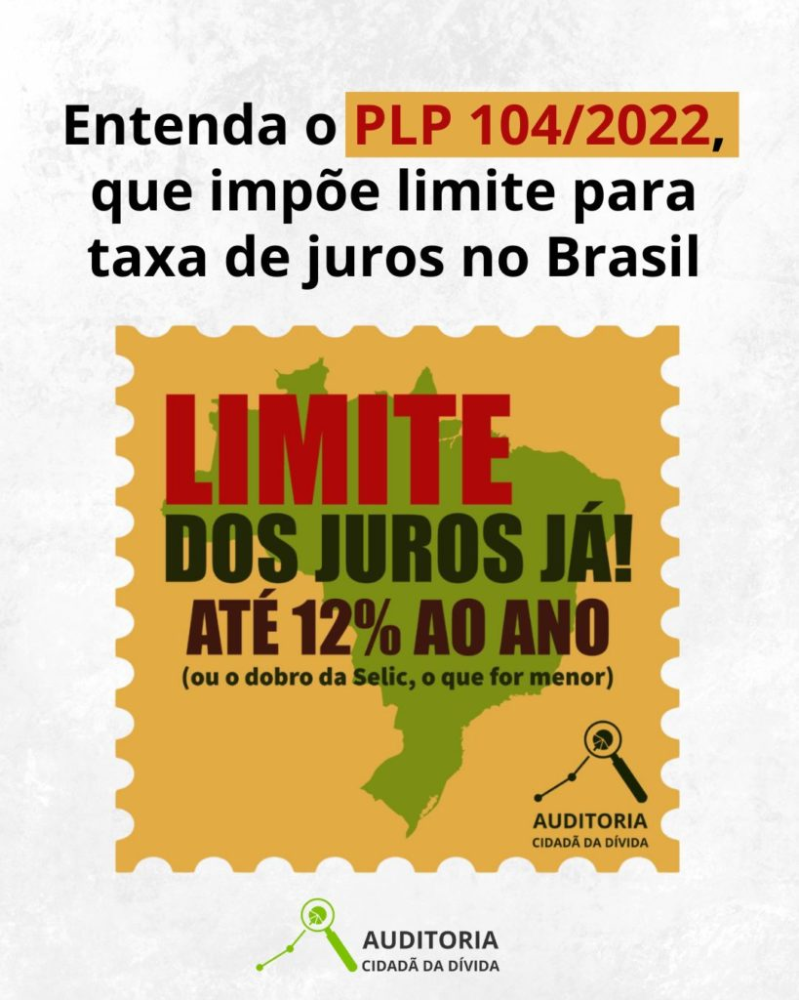 Entenda o PLP 104/2022,
que impõe limite para
taxa de juros no Brasil
LIMITE
DOS JUROS JÁ!
ATÉ 12% AO ANO
(ou o dobro da Selic, o que for menor)
AUDITORIA
CIDADÃ DA DÍVIDA
AUDITORIA
CIDADÃ DA DÍVIDA